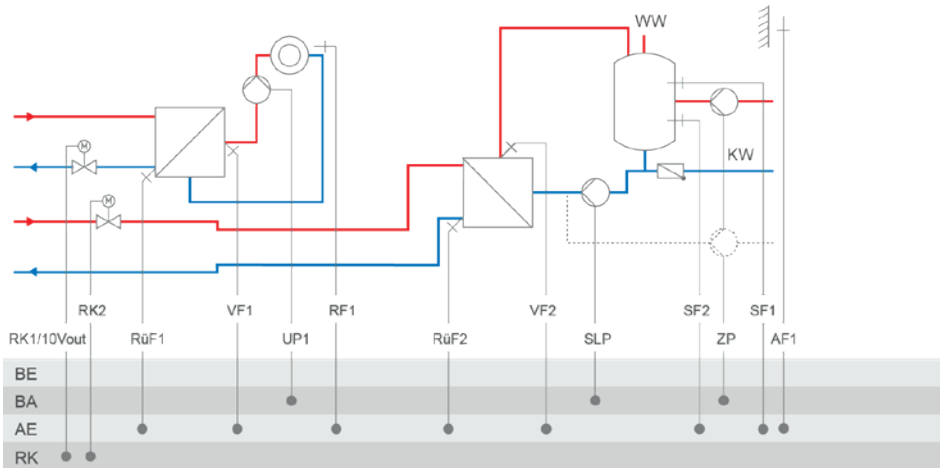 WW
M
KW
M
RK2 VF1 RF1 VF2 SF2 SF1
RK1/10Vout RüF1 UP1 RüF2 SLP ZP AF1
BE
BA
AE
RK